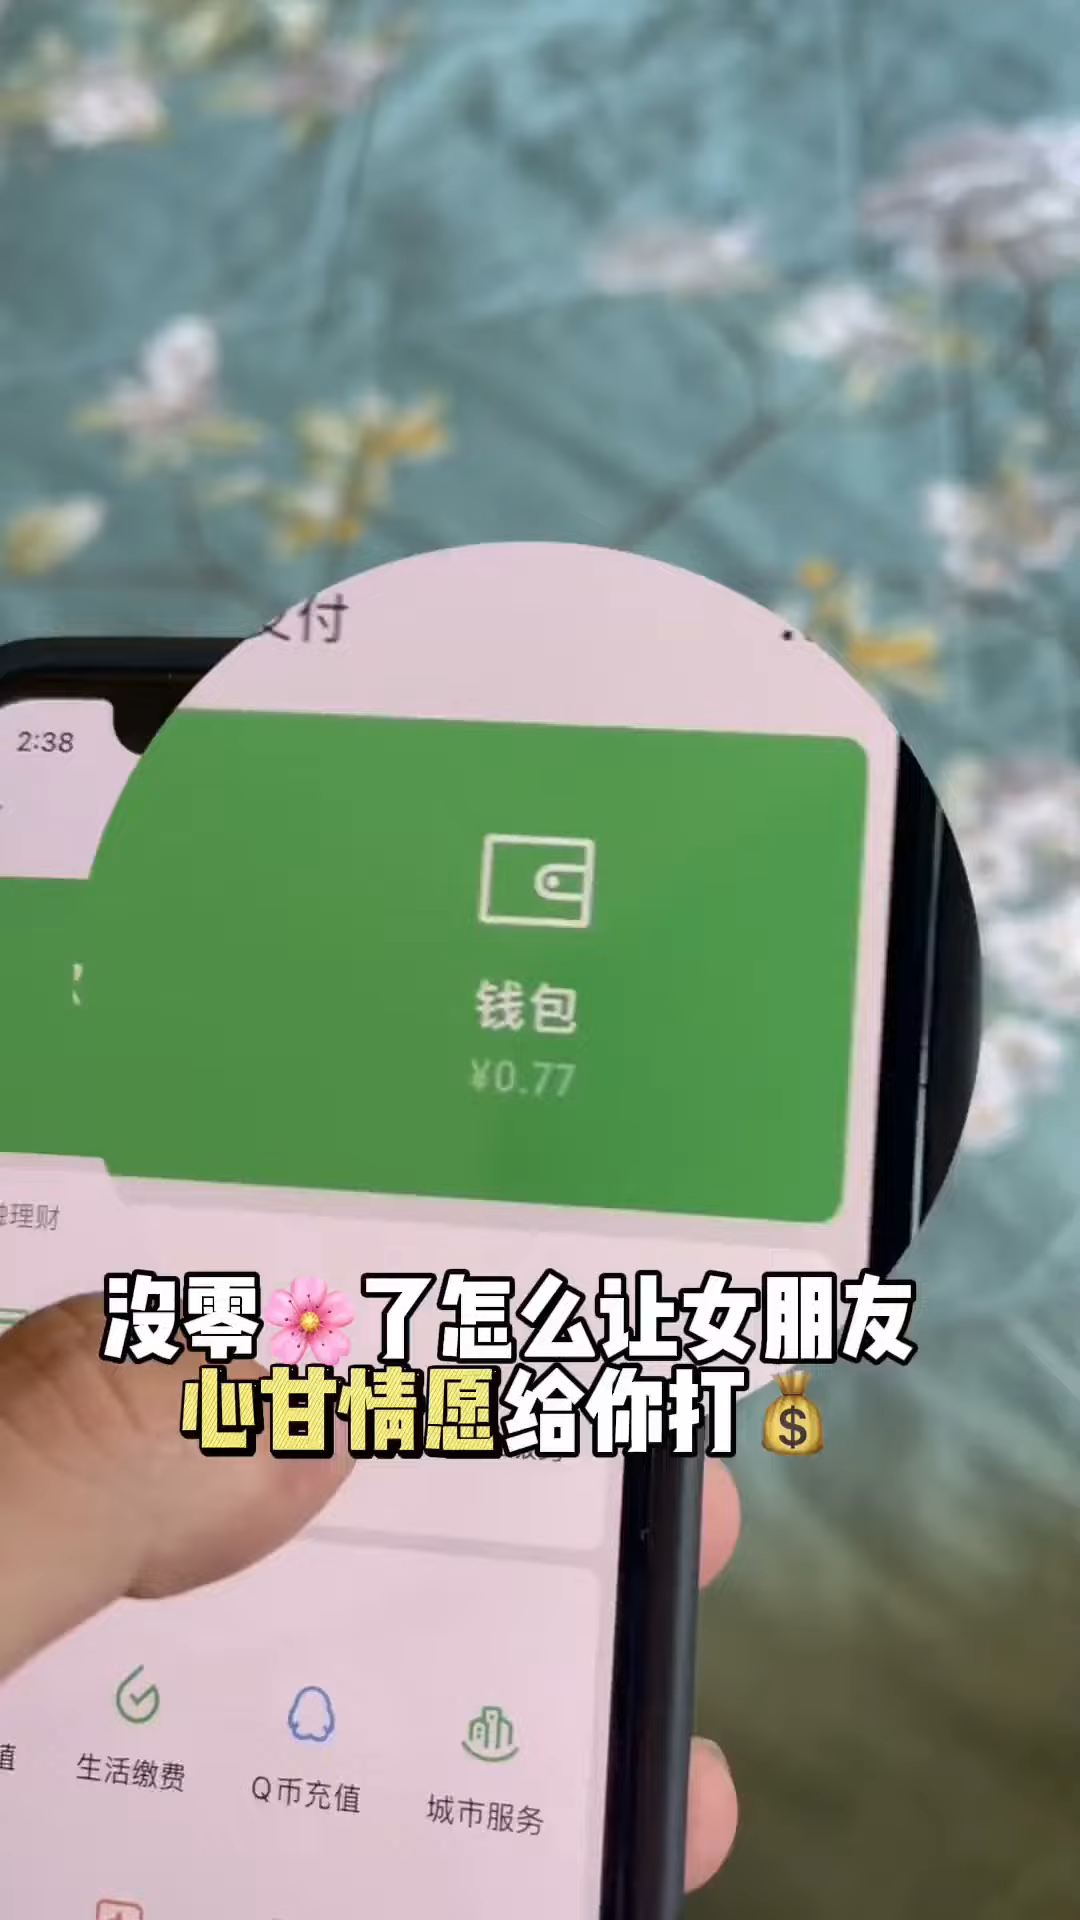 付
2:38
钱包
¥0.77
理财
没零🌸了怎么让女朋友
心甘情愿给你打💰
值
生活缴费
Q币充值
城市服务